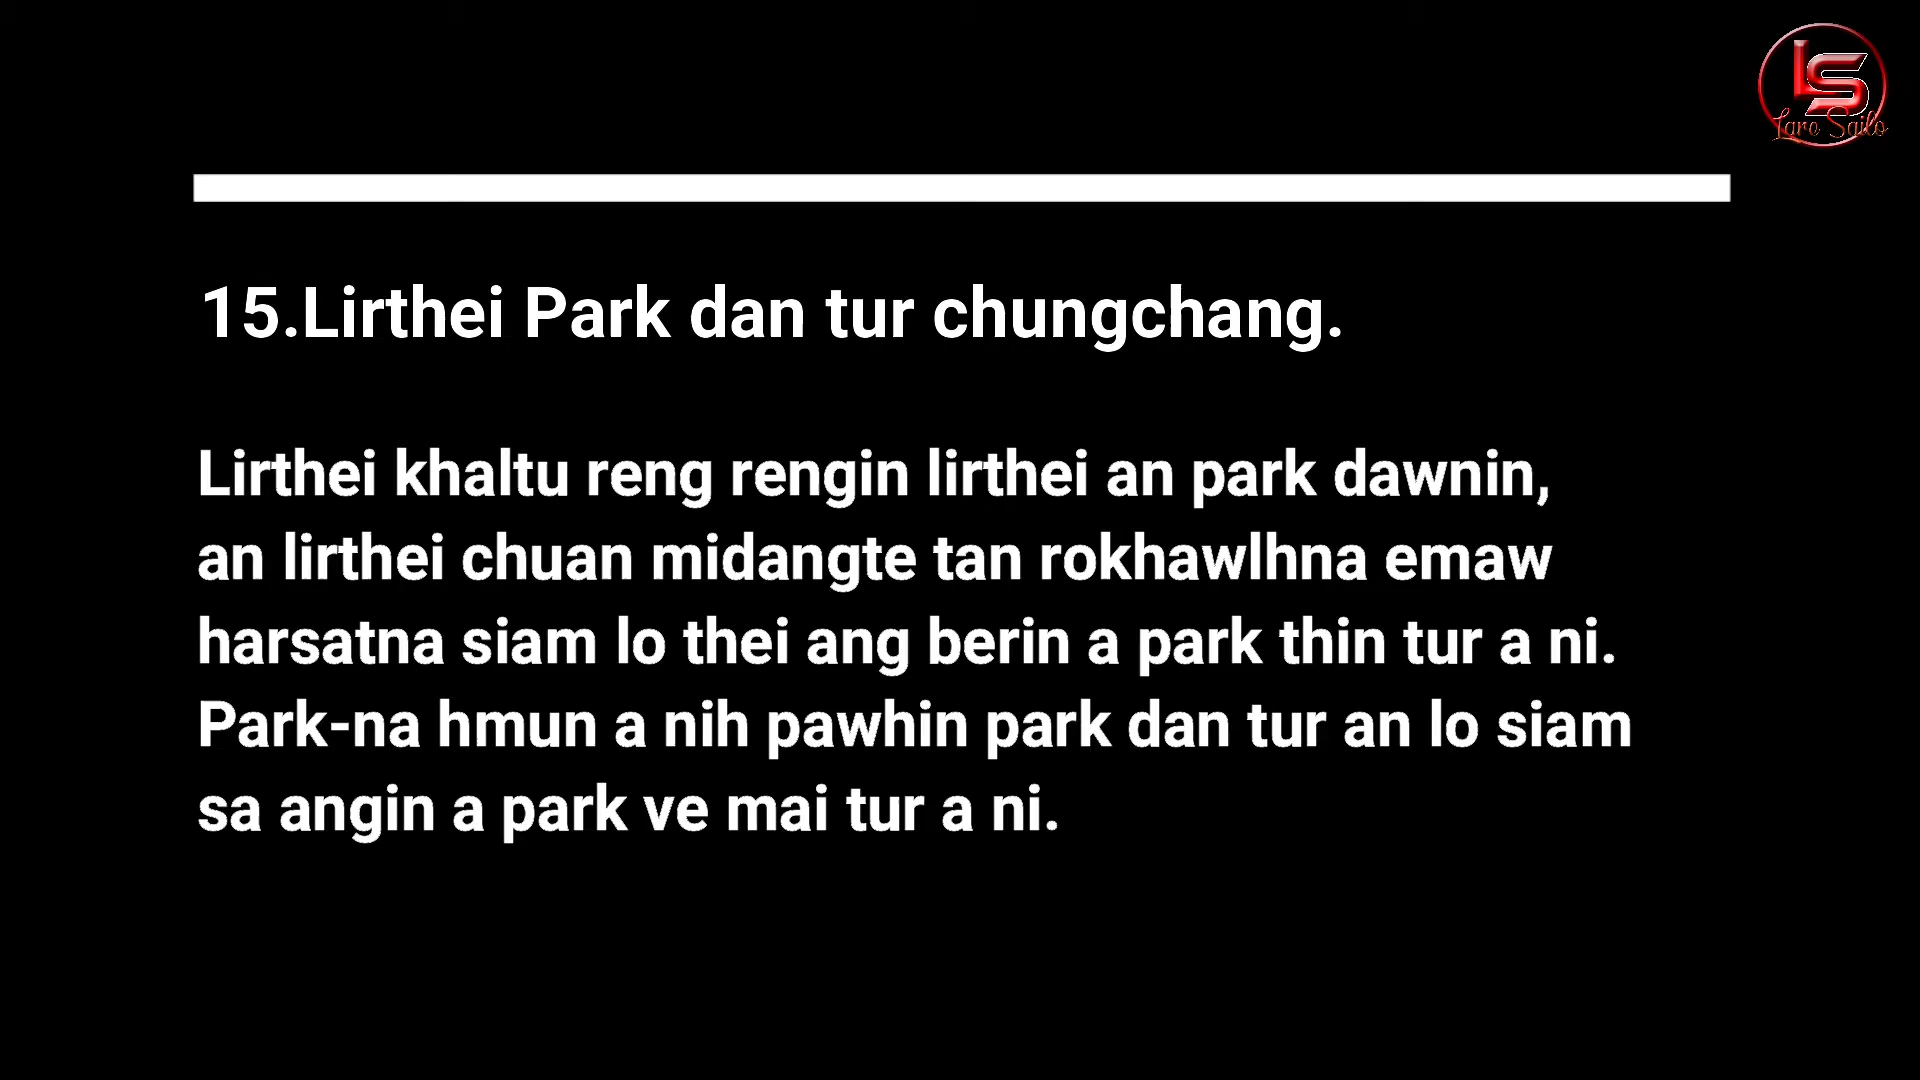 LS
Lare Sailo
15.Lirthei Park dan tur chungchang.
Lirthei khaltu reng rengin lirthei an park dawnin,
an lirthei chuan midangte tan rokhawlhna emaw
harsatna siam lo thei ang berin a park thin tur a ni.
Park-na hmun a nih pawhin park dan tur an lo siam
sa angin a park ve mai tur a ni.